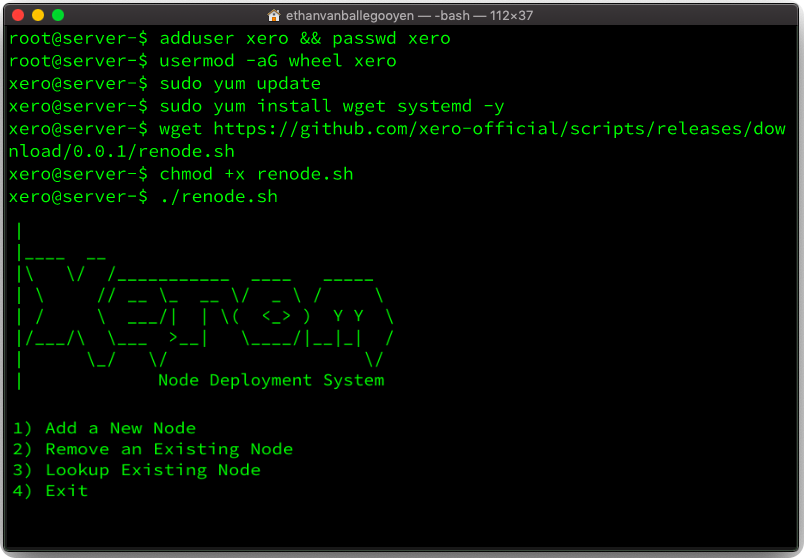 ethanvanballegooyen — -bash — 112×37
root@server-$ adduser xero && passwd xero
root@server-$ usermod -aG wheel xero
xero@server-$ sudo yum update
xero@server-$ sudo yum install wget systemd -y
xero@server-$ wget https://github.com/xero-official/scripts/releases/dow
nload/0.0.1/renode.sh
xero@server-$ chmod +x renode.sh
xero@server-$ ./renode.sh
Xerom
Node Deployment System
1) Add a New Node
2) Remove an Existing Node
3) Lookup Existing Node
4) Exit